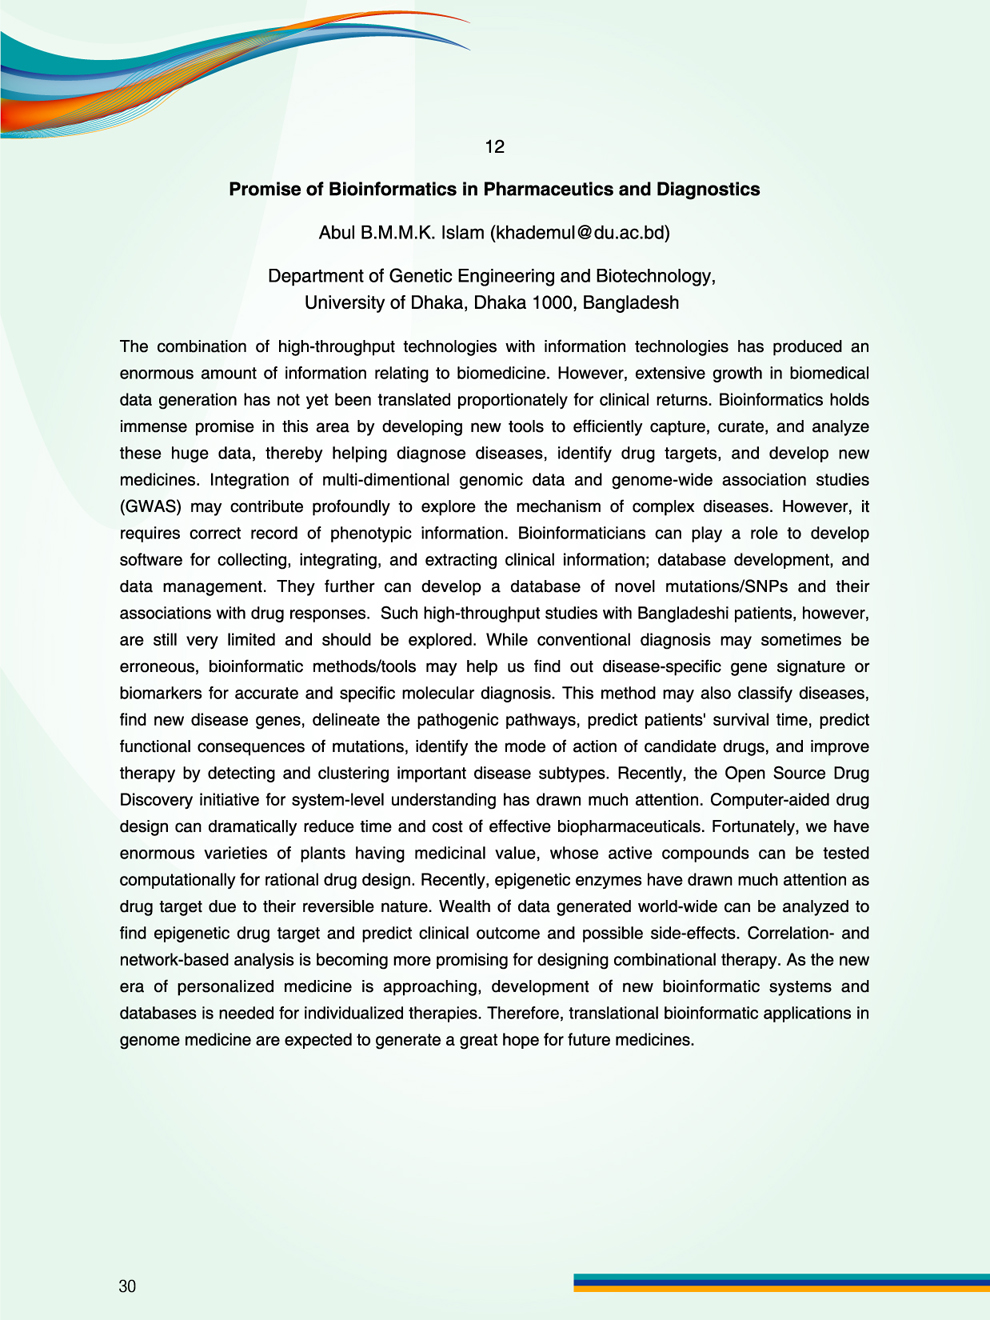 12
Promise of Bioinformatics in Pharmaceutics and Diagnostics
Abul B.M.M.K. Islam (khademul@du.ac.bd)
Department of Genetic Engineering and Biotechnology,
University of Dhaka, Dhaka 1000, Bangladesh
The combination of high-throughput technologies with information technologies has produced an
enormous amount of information relating to biomedicine. However, extensive growth in biomedical
data generation has not yet been translated proportionately for clinical returns. Bioinformatics holds
immense promise in this area by developing new tools to efficiently capture, curate, and analyze
these huge data, thereby helping diagnose diseases, identify drug targets, and develop new
medicines. Integration of multi-dimentional genomic data and genome-wide association studies
(GWAS) may contribute profoundly to explore the mechanism of complex diseases. However, it
requires correct record of phenotypic information. Bioinformaticians can play a role to develop
software for collecting, integrating, and extracting clinical information; database development, and
data management. They further can develop a database of novel mutations/SNPs and their
associations with drug responses.  Such high-throughput studies with Bangladeshi patients, however,
are still very limited and should be explored. While conventional diagnosis may sometimes be
erroneous, bioinformatic methods/tools may help us find out disease-specific gene signature or
biomarkers for accurate and specific molecular diagnosis. This method may also classify diseases,
find new disease genes, delineate the pathogenic pathways, predict patients' survival time, predict
functional consequences of mutations, identify the mode of action of candidate drugs, and improve
therapy by detecting and clustering important disease subtypes. Recently, the Open Source Drug
Discovery initiative for system-level understanding has drawn much attention. Computer-aided drug
design can dramatically reduce time and cost of effective biopharmaceuticals. Fortunately, we have
enormous varieties of plants having medicinal value, whose active compounds can be tested
computationally for rational drug design. Recently, epigenetic enzymes have drawn much attention as
drug target due to their reversible nature. Wealth of data generated world-wide can be analyzed to
find epigenetic drug target and predict clinical outcome and possible side-effects. Correlation- and
network-based analysis is becoming more promising for designing combinational therapy. As the new
era of personalized medicine is approaching, development of new bioinformatic systems and
databases is needed for individualized therapies. Therefore, translational bioinformatic applications in
genome medicine are expected to generate a great hope for future medicines.
30